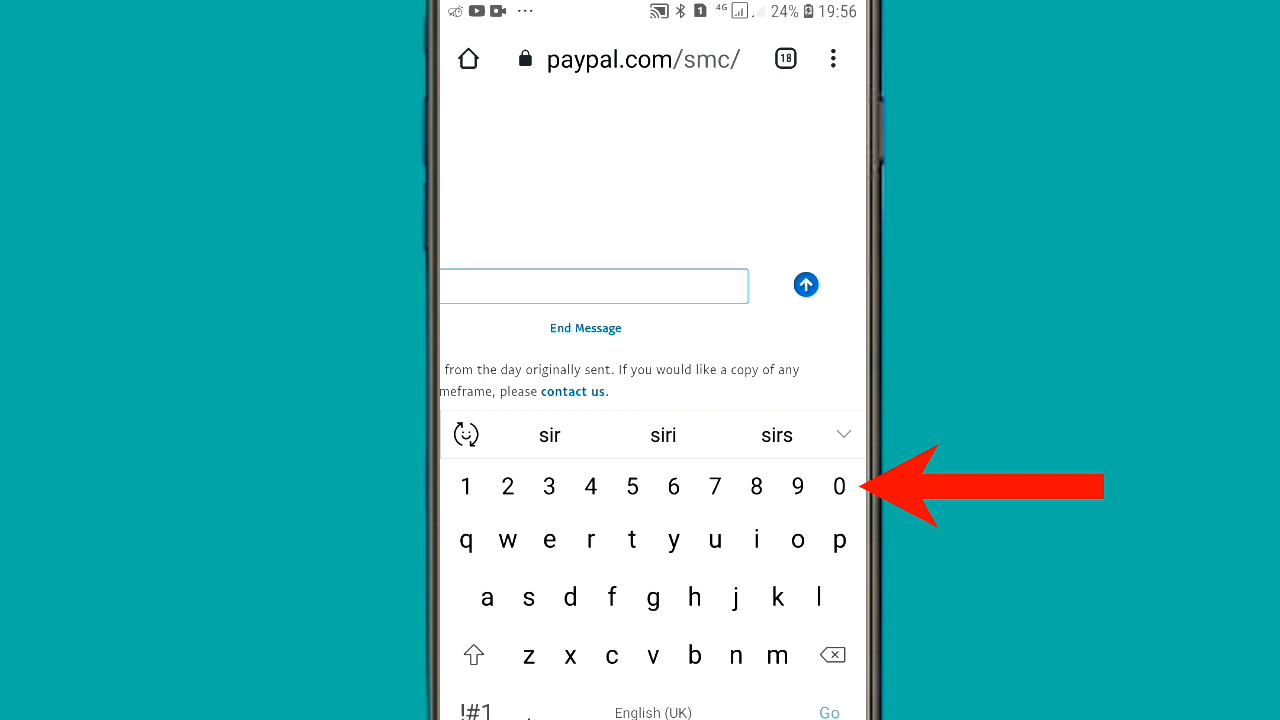 4G 24% 19:56
paypal.com/smc/ 18
End Message
from the day originally sent. If you would like a copy of any
meframe, please contact us.
sir siri sirs
1 2 3 4 5 6 7 8 9 0
q w e r t y u i o p
a s d f g h j k l
z x c v b n m
!#1 , English (UK) Go